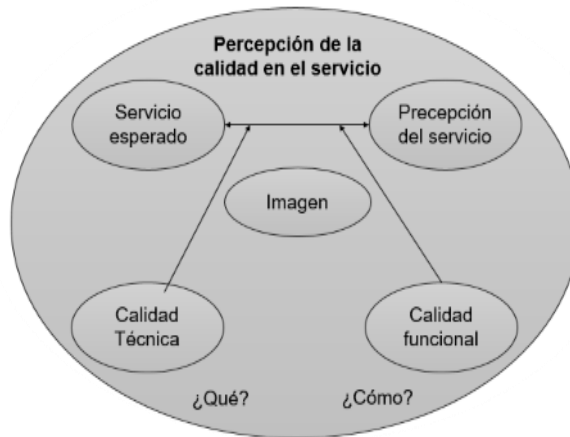 Percepción de la
calidad en el servicio
Servicio
esperado
Precepción
del servicio
Imagen
Calidad
Técnica
Calidad
funcional
¿Qué?
¿Cómo?